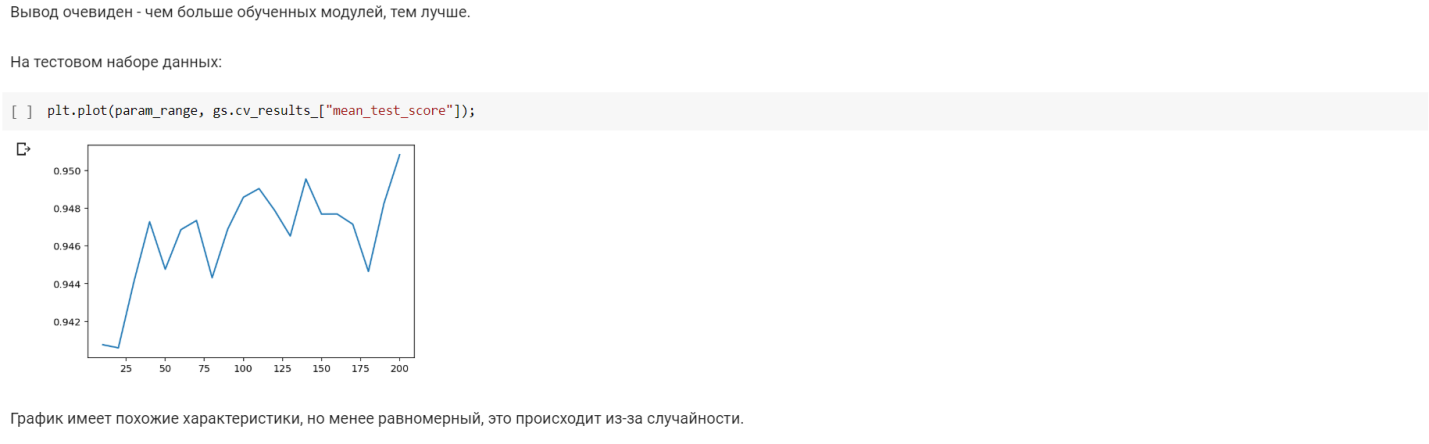 Вывод очевиден - чем больше обученных модулей, тем лучше.
На тестовом наборе данных:
[ ] plt.plot(param_range, gs.cv_results_["mean_test_score"]);
0.950
0.948
0.946
0.944
0.942
25 50 75 100 125 150 175 200
График имеет похожие характеристики, но менее равномерный, это происходит из-за случайности.